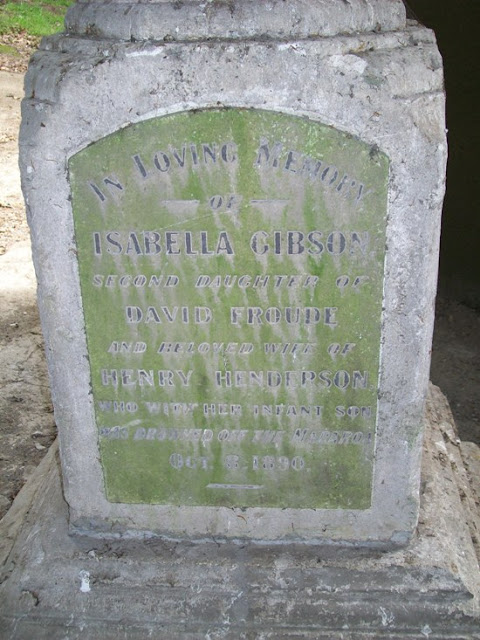 IN LOVING MEMORY
OF
ISABELLA GIBSON
SECOND DAUGHTER OF
DAVID FROUDE
AND BELOVED WIFE OF
HENRY HENDERSON
WHO WITH HER INFANT SON
WAS DROWNED OFF THE
OCT. 8. 1890.